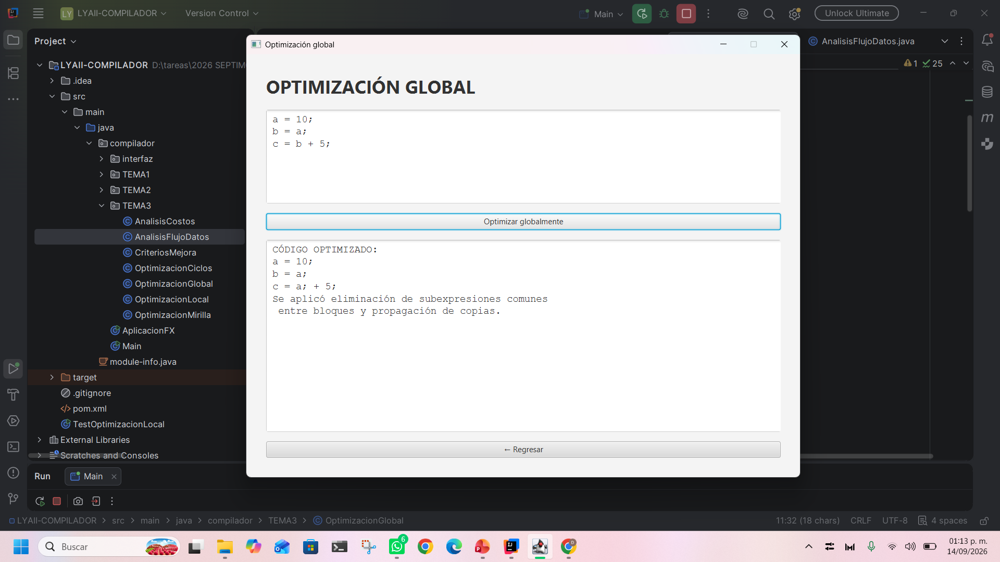 LY LYAII-COMPILADOR Version Control Main Unlock Ultimate
Project
AnalisisFlujoDatos.java
1 25
LYAII-COMPILADOR D:\tareas\2026 SEPTIM
.idea
src
main
java
compilador
interfaz
TEMA1
TEMA2
TEMA3
AnalisisCostos
AnalisisFlujoDatos
CriteriosMejora
OptimizacionCiclos
OptimizacionGlobal
OptimizacionLocal
OptimizacionMirilla
AplicacionFX
Main
module-info.java
target
.gitignore
pom.xml
TestOptimizacionLocal
External Libraries
Scratches and Consoles
Optimización global
OPTIMIZACIÓN GLOBAL
a = 10;
b = a;
c = b + 5;
Optimizar globalmente
CÓDIGO OPTIMIZADO:
a = 10;
b = a;
c = a; + 5;
Se aplicó eliminación de subexpresiones comunes
entre bloques y propagación de copias.
← Regresar
Run Main
LYAII-COMPILADOR > src > main > java > compilador > TEMA3 > OptimizacionGlobal
11:32 (18 chars) CRLF UTF-8 4 spaces
Buscar
6
01:13 p. m.
14/09/2026